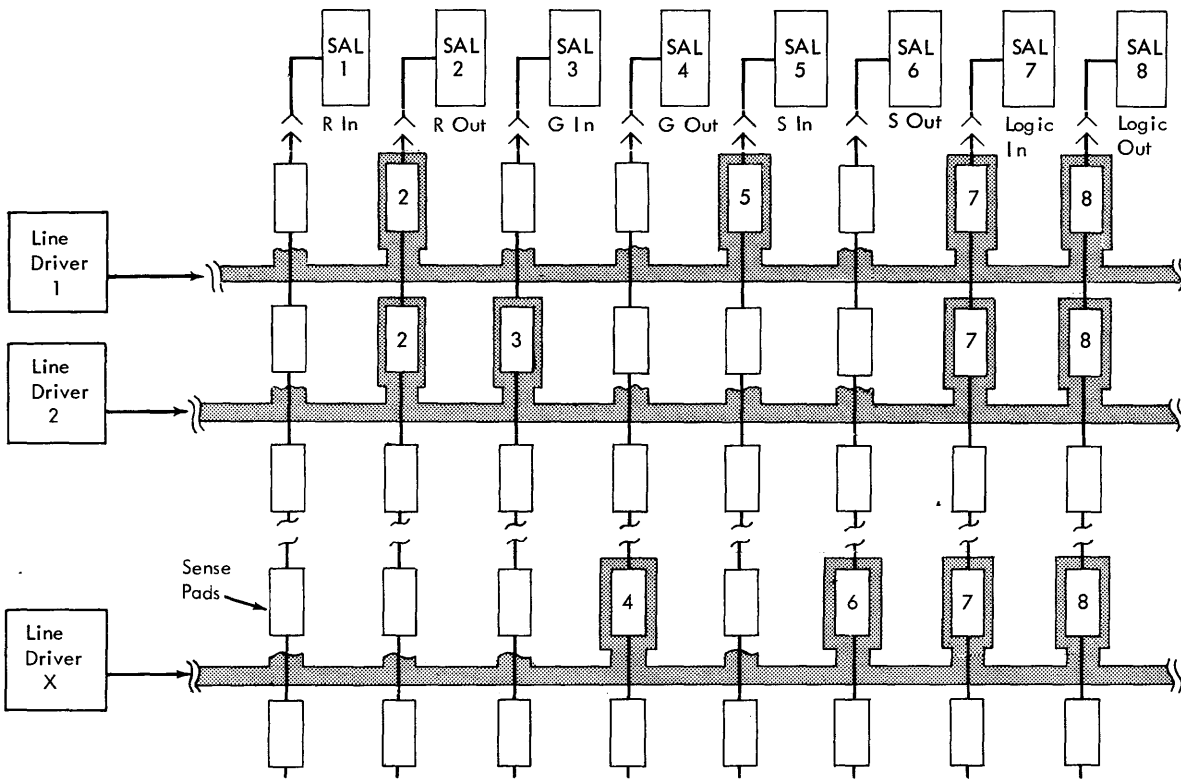 SAL
1
SAL
2
SAL
3
SAL
4
SAL
5
SAL
6
SAL
7
SAL
8
R In
R Out
G In
G Out
S In
S Out
Logic
In
Logic
Out
2
5
7
8
Line
Driver
1
2
3
7
8
Line
Driver
2
Sense
Pads
4
6
7
8
Line
Driver
X